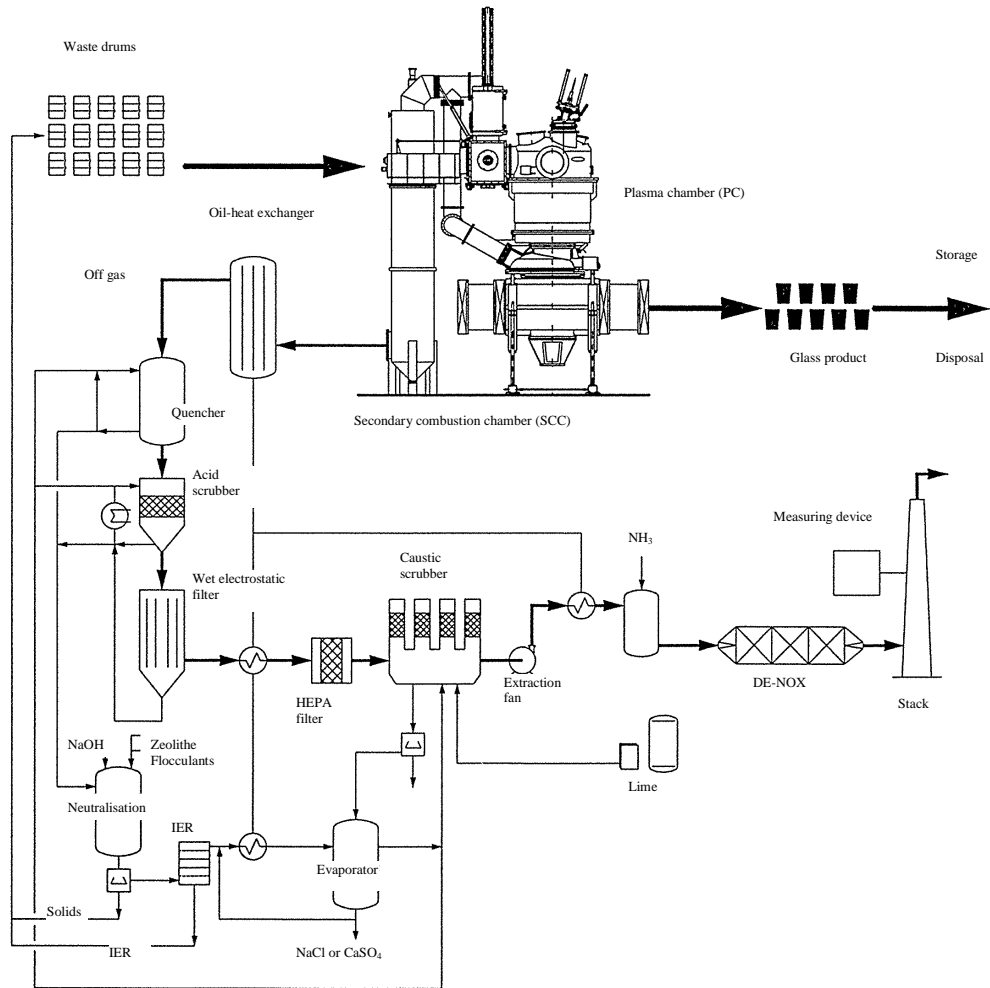 Waste drums
Plasma chamber (PC)
Oil-heat exchanger
Off gas
Storage
Glass product
Disposal
Quencher
Secondary combustion chamber (SCC)
Acid
scrubber
Measuring device
NH₃
Caustic
scrubber
Wet electrostatic
filter
Extraction
fan
DE-NOX
Stack
HEPA
filter
NaOH
Zeolithe
Flocculants
Lime
Neutralisation
IER
Evaporator
Solids
IER
NaCl or CaSO₄